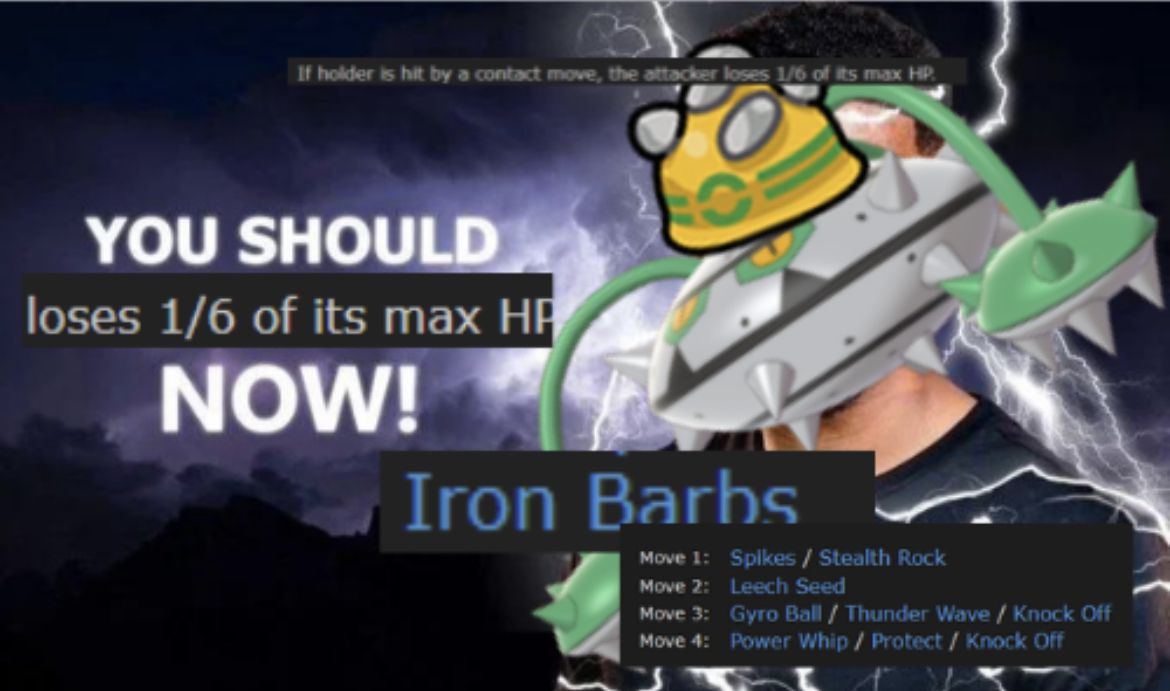 If holder is hit by a contact move, the attacker loses 1/6 of its max HP.
YOU SHOULD
loses 1/6 of its max HP
NOW!
Iron Barbs
Move 1: Spikes / Stealth Rock
Move 2: Leech Seed
Move 3: Gyro Ball / Thunder Wave / Knock Off
Move 4: Power Whip / Protect / Knock Off